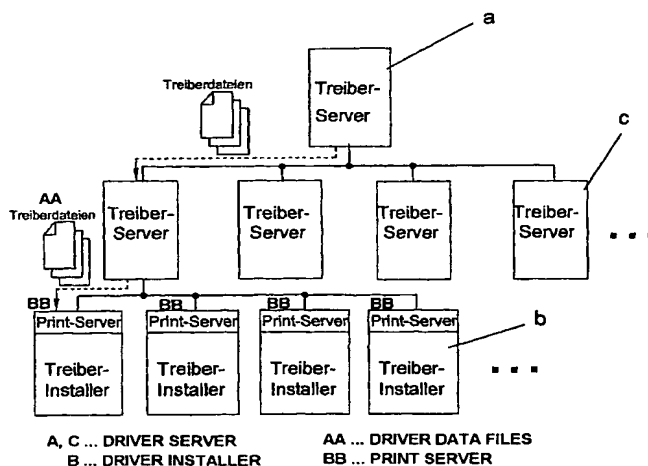 a
Treiberdateien
Treiber-
Server
c
AA
Treiberdateien
Treiber-
Server
Treiber-
Server
Treiber-
Server
Treiber-
Server
BB
BB
BB
BB
Print-Server
Print-Server
Print-Server
Print-Server
b
Treiber-
Installer
Treiber-
Installer
Treiber-
Installer
Treiber-
Installer
A, C ... DRIVER SERVER
B ... DRIVER INSTALLER
AA ... DRIVER DATA FILES
BB ... PRINT SERVER